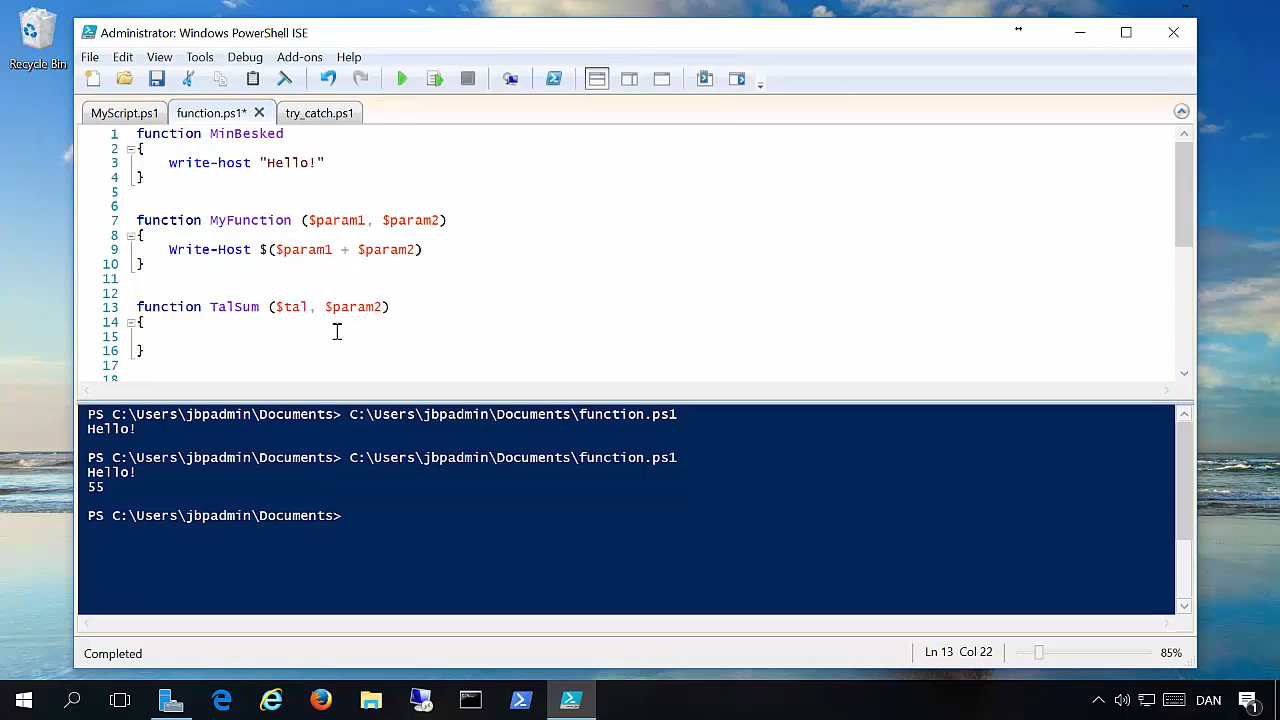 Recycle Bin
Administrator: Windows PowerShell ISE
File Edit View Tools Debug Add-ons Help
MyScript.ps1 function.ps1* try_catch.ps1
1 function MinBesked
2 {
3 write-host "Hello!"
4 }
5
6
7 function MyFunction ($param1, $param2)
8 {
9 Write-Host $($param1 + $param2)
10 }
11
12
13 function TalSum ($tal, $param2)
14 {
15
16 }
17
18
PS C:\Users\jbpadmin\Documents> C:\Users\jbpadmin\Documents\function.ps1
Hello!
PS C:\Users\jbpadmin\Documents> C:\Users\jbpadmin\Documents\function.ps1
Hello!
55
PS C:\Users\jbpadmin\Documents>
Completed Ln 13 Col 22 85%
DAN 1